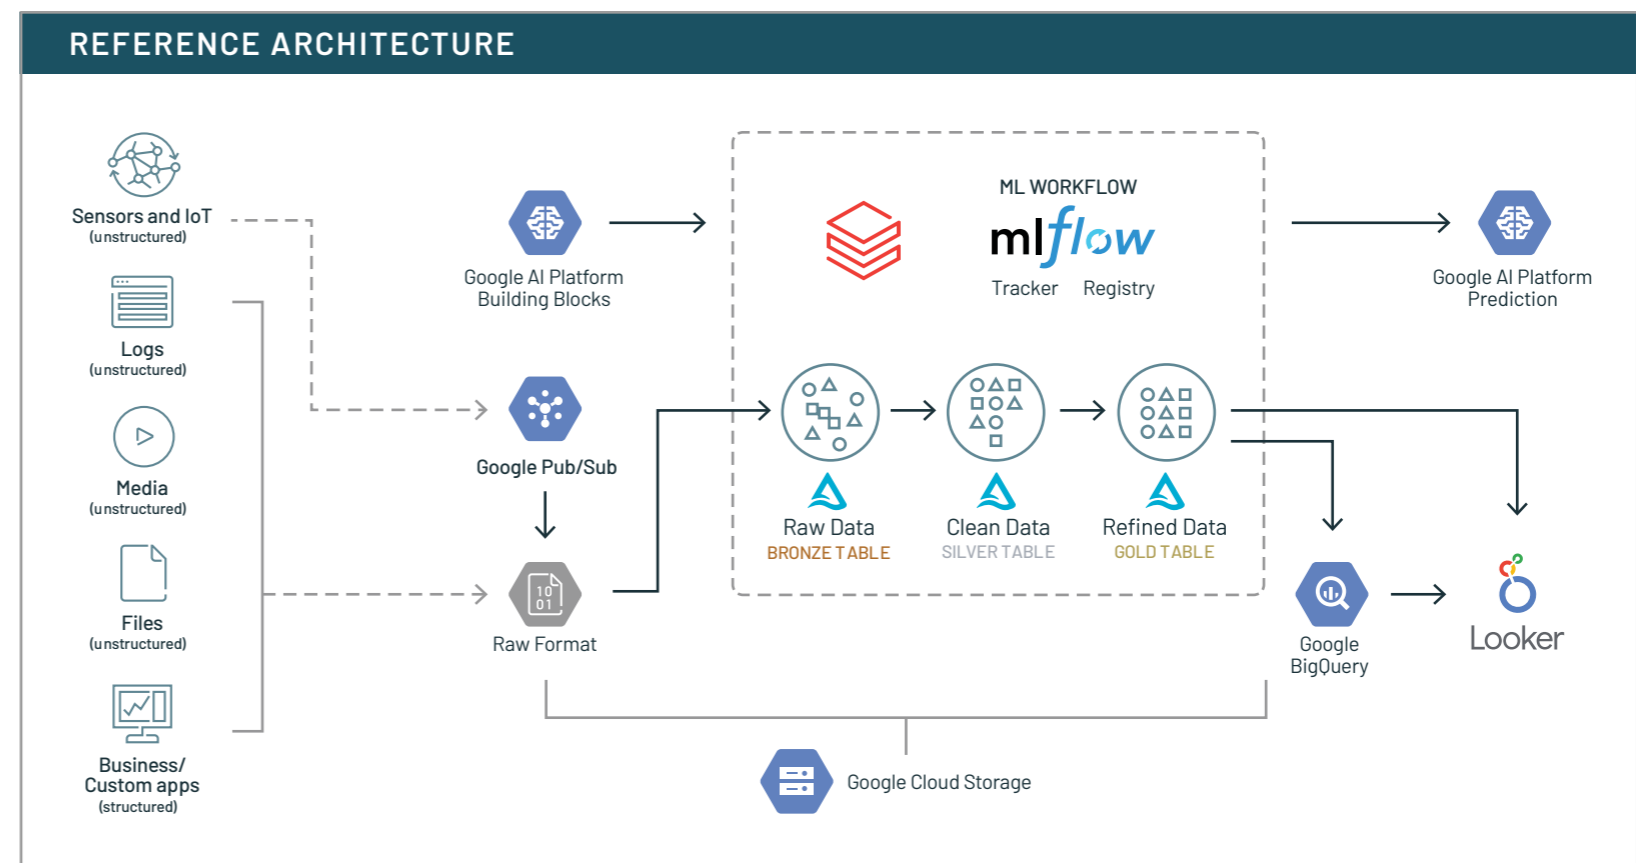 REFERENCE ARCHITECTURE
Sensors and IoT
(unstructured)
Logs
(unstructured)
Media
(unstructured)
Files
(unstructured)
Business/
Custom apps
(structured)
Google AI Platform
Building Blocks
Google Pub/Sub
10
01
Raw Format
ML WORKFLOW
mlflow
Tracker Registry
Raw Data
BRONZE TABLE
Clean Data
SILVER TABLE
Refined Data
GOLD TABLE
Google AI Platform
Prediction
Google
BigQuery
Looker
Google Cloud Storage